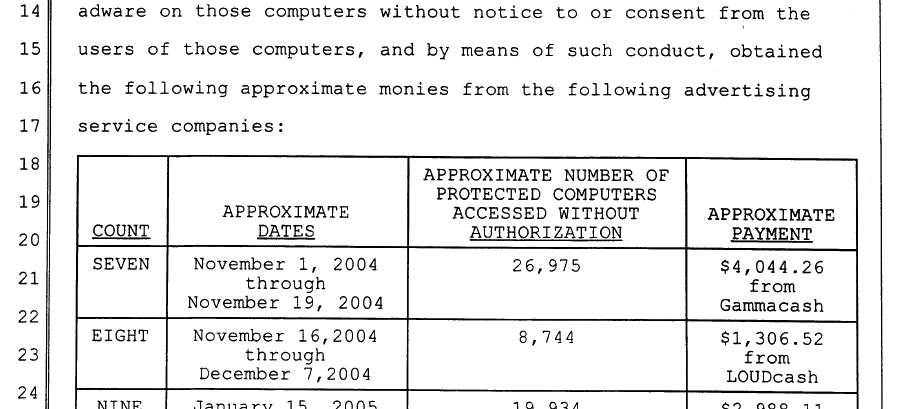 14 adware on those computers without notice to or consent from the
15 users of those computers, and by means of such conduct, obtained
16 the following approximate monies from the following advertising
17 service companies:
18
APPROXIMATE NUMBER OF
19 PROTECTED COMPUTERS
APPROXIMATE ACCESSED WITHOUT APPROXIMATE
20 COUNT DATES AUTHORIZATION PAYMENT
21 SEVEN November 1, 2004 26,975 $4,044.26
through from
November 19, 2004 Gammacash
22
EIGHT November 16,2004 8,744 $1,306.52
23 through from
December 7,2004 LOUDcash
24
NINE January 15, 2005 19,934 $2,988.11